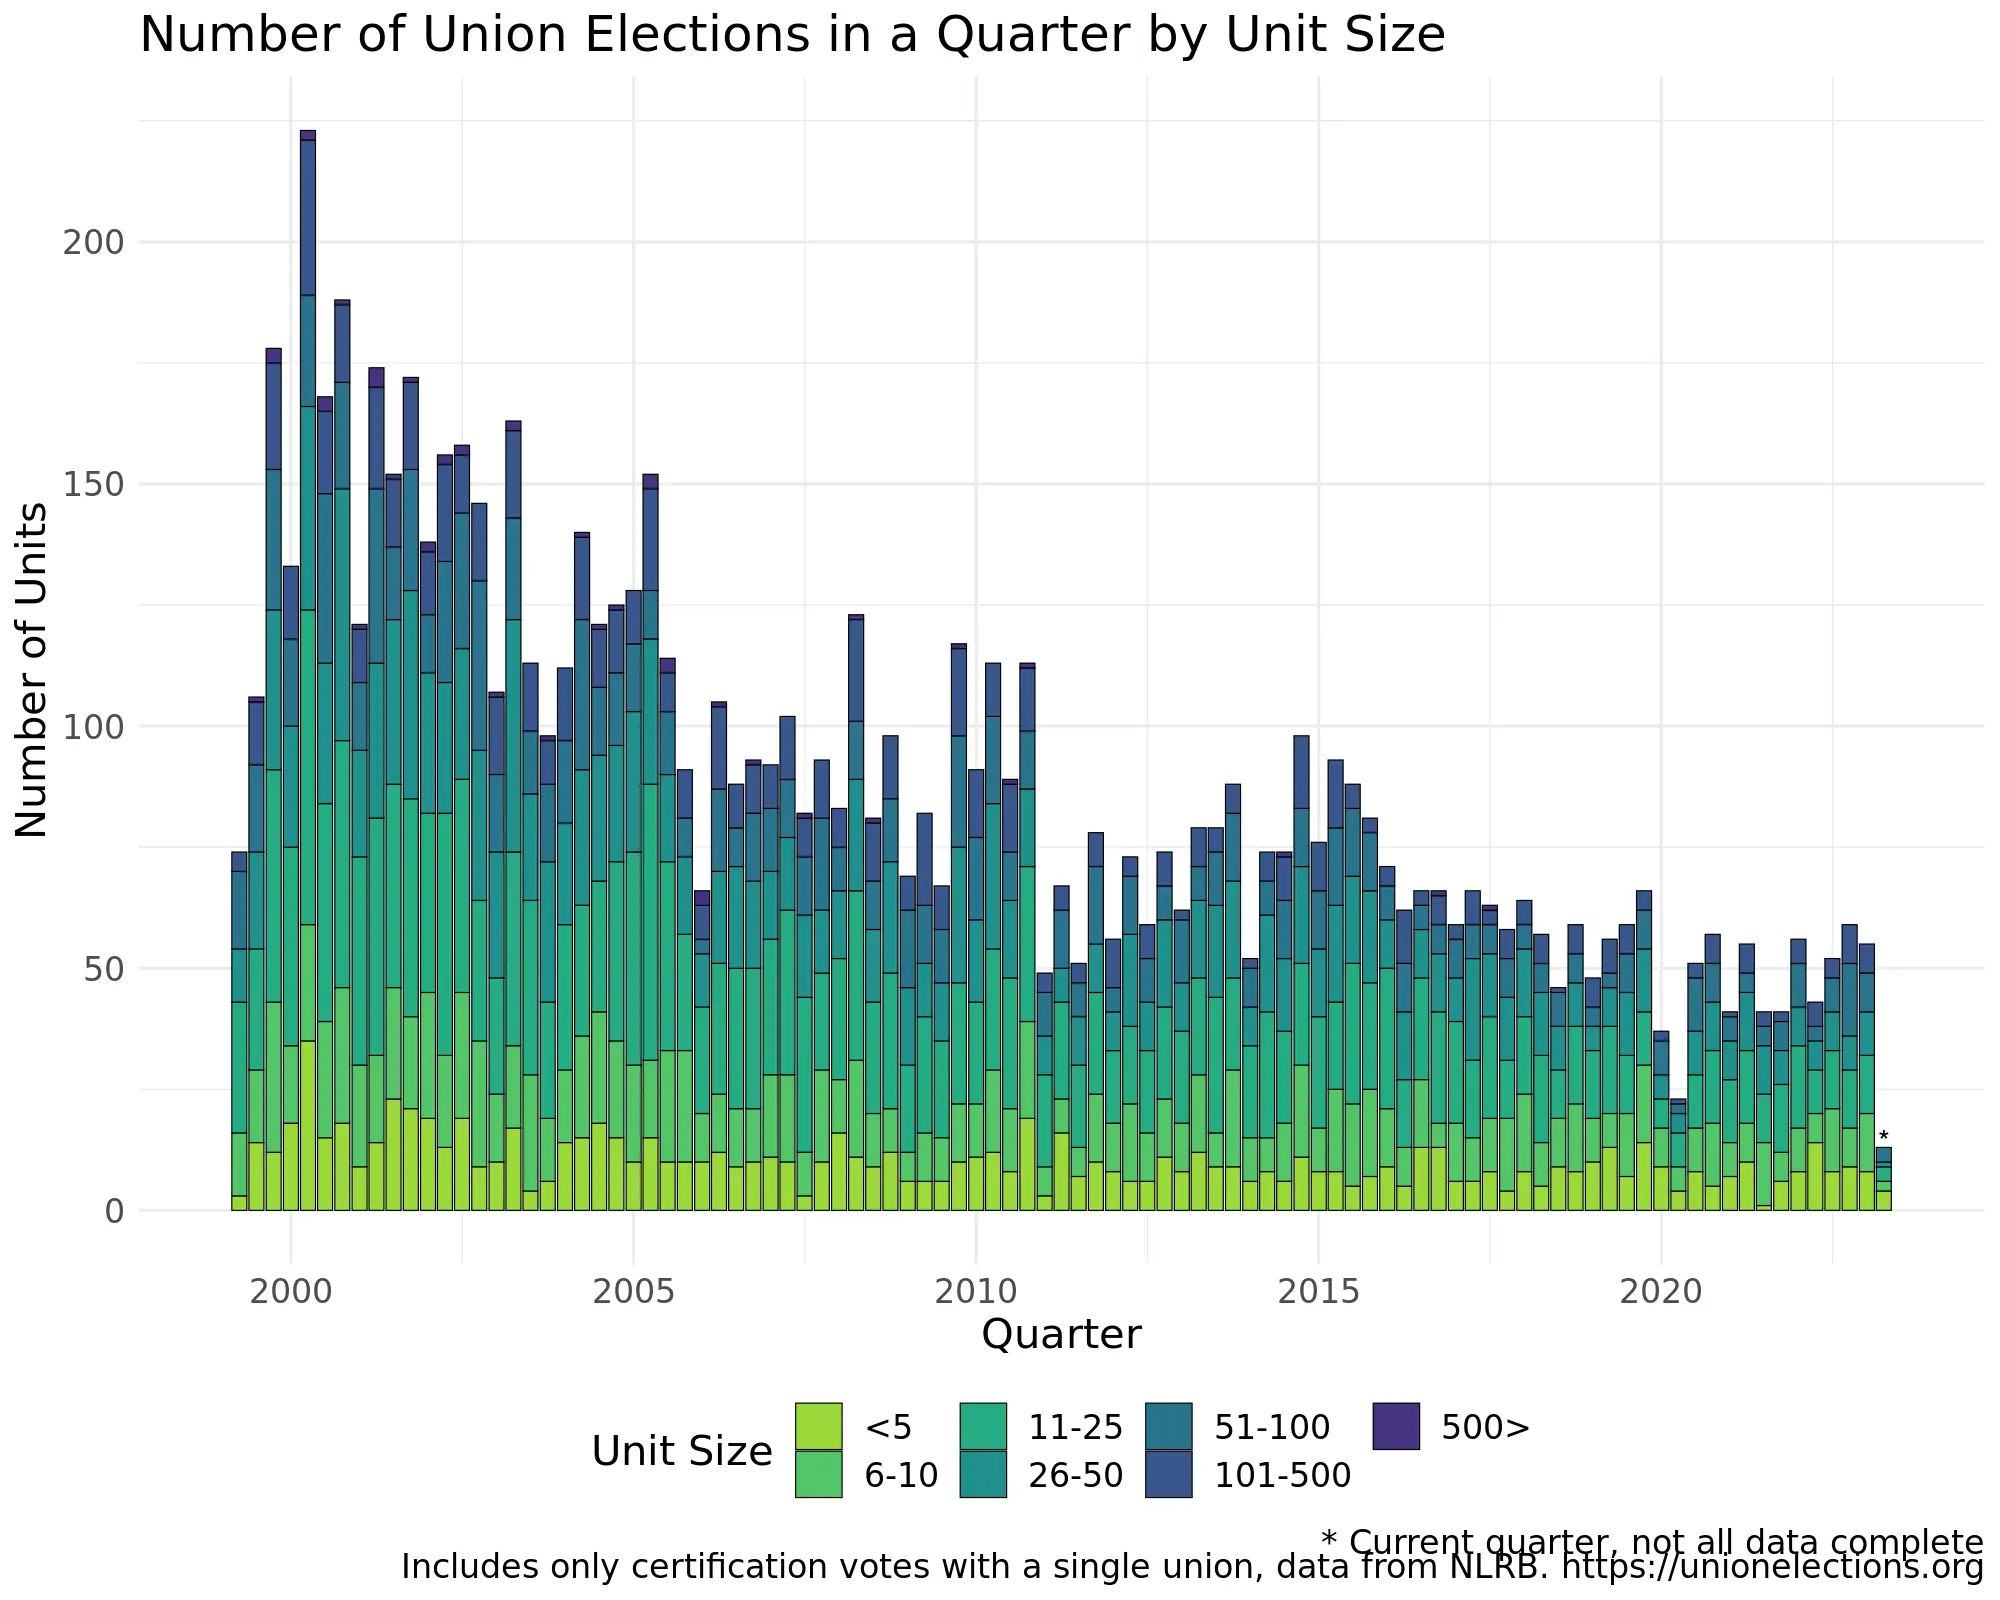 Number of Union Elections in a Quarter by Unit Size
Number of Units
200
150
100
50
0
*
2000 2005 2010 2015 2020
Quarter
Unit Size
<5 11-25 51-100 500>
6-10 26-50 101-500
* Current quarter, not all data complete
Includes only certification votes with a single union, data from NLRB. https://unionelections.org